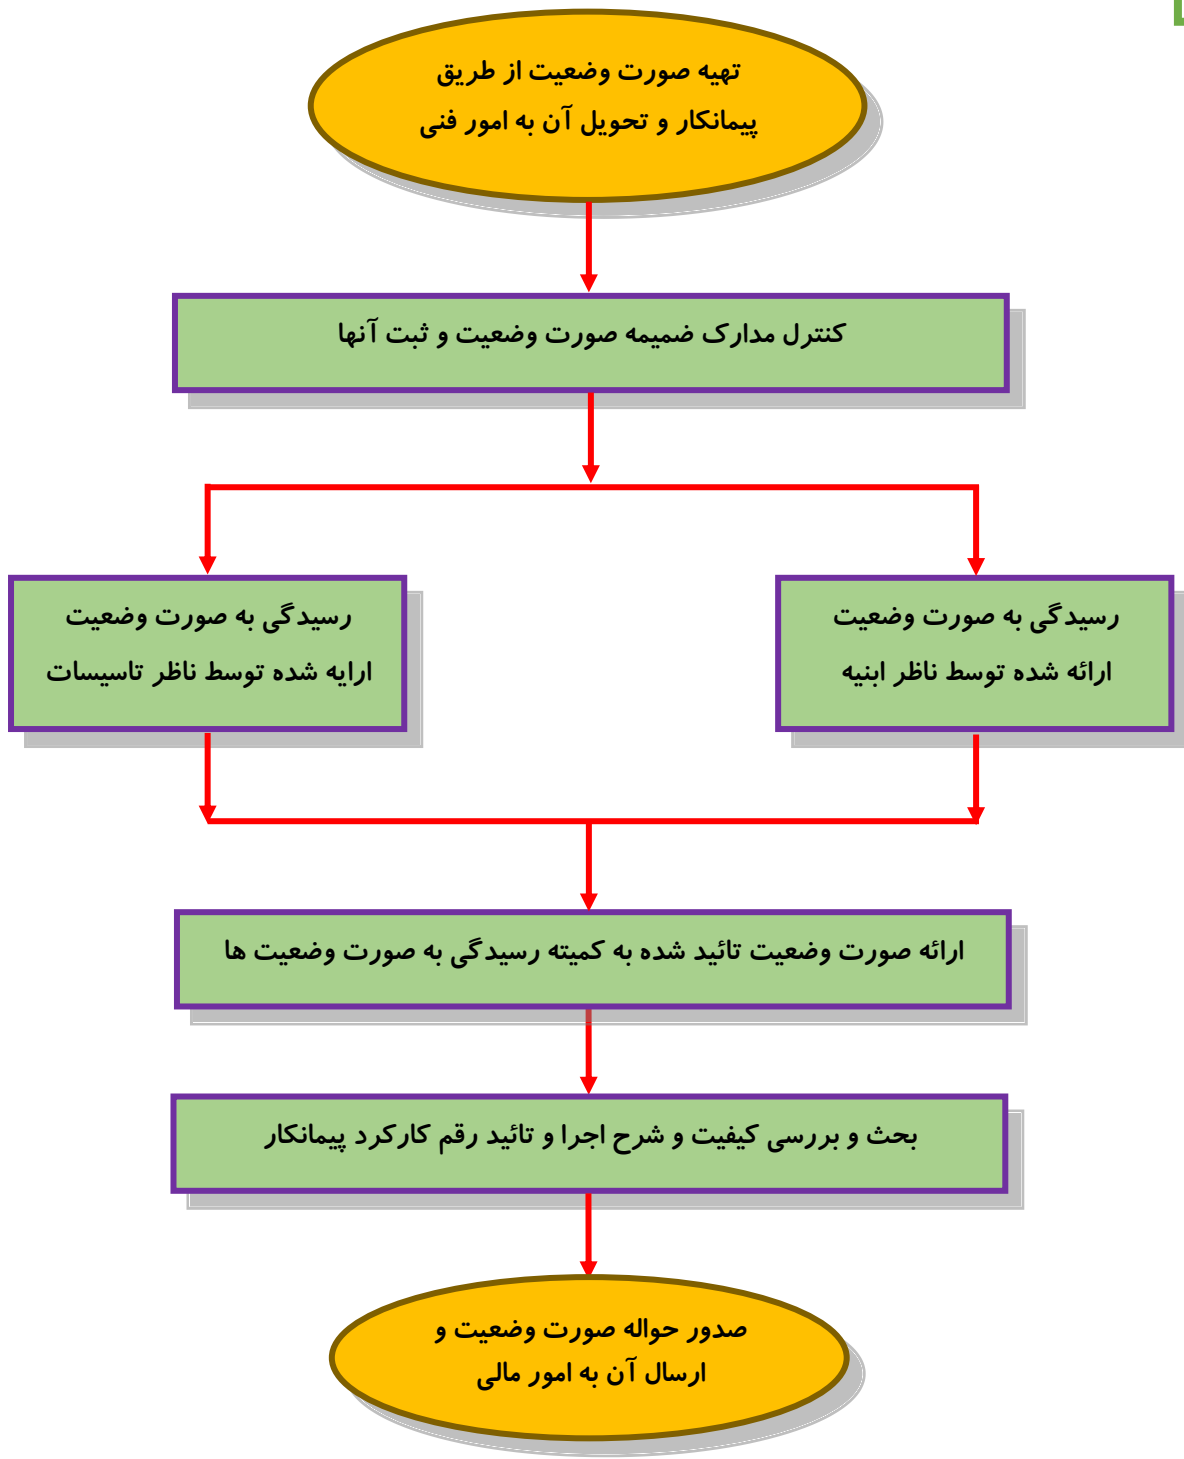 تهیه صورت وضعیت از طریق
پیمانکار و تحویل آن به امور فنی
کنترل مدارک ضمیمه صورت وضعیت و ثبت آنها
رسیدگی به صورت وضعیت
ارائه شده توسط ناظر ابنیه
رسیدگی به صورت وضعیت
ارایه شده توسط ناظر تاسیسات
ارائه صورت وضعیت تائید شده به کمیته رسیدگی به صورت وضعیت ها
بحث و بررسی کیفیت و شرح اجرا و تائید رقم کارکرد پیمانکار
صدور حواله صورت وضعیت و
ارسال آن به امور مالی